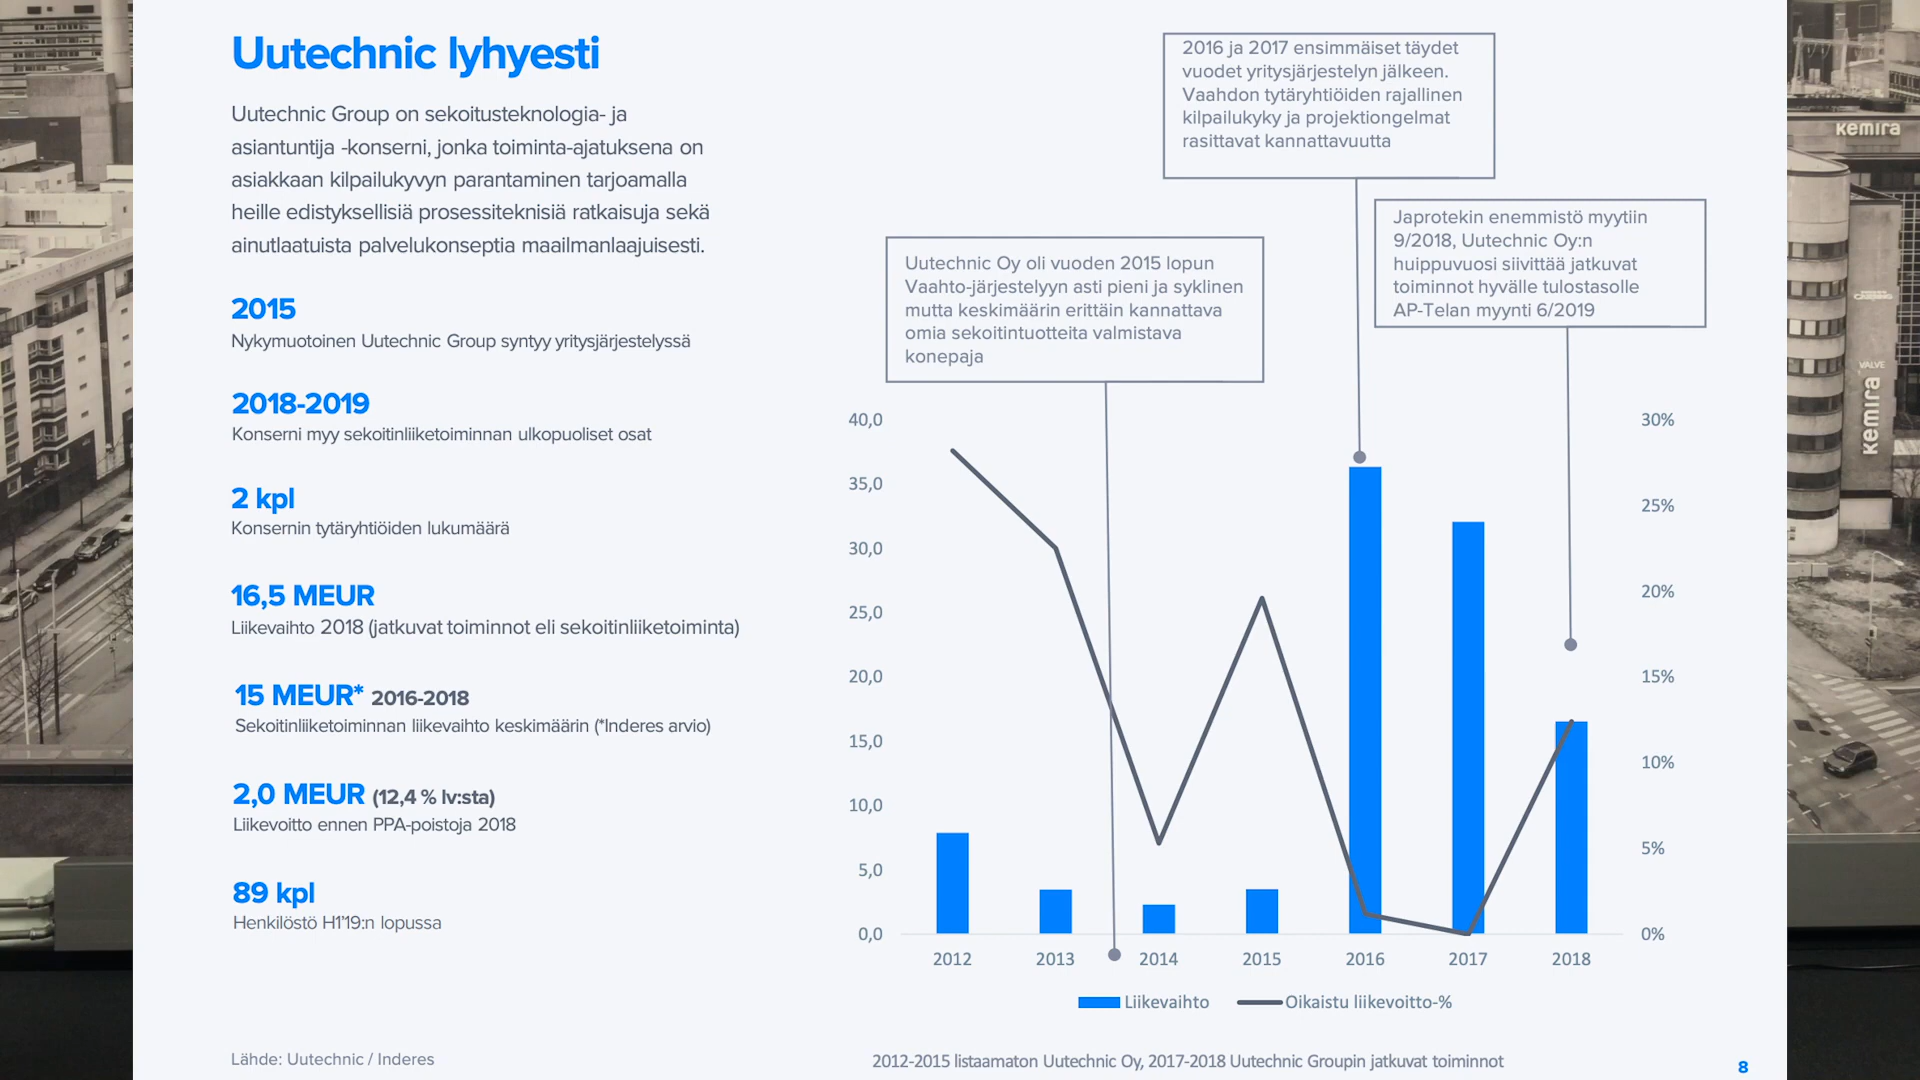 Uutechnic lyhyesti
Uutechnic Group on sekoitusteknologia- ja
asiantuntija -konserni, jonka toiminta-ajatuksena on
asiakkaan kilpailukyvyn parantaminen tarjoamalla
heille edistyksellisiä prosessiteknisiä ratkaisuja sekä
ainutlaatuista palvelukonseptia maailmanlaajuisesti.
2015
Nykymuotoinen Uutechnic Group syntyy yritysjärjestelyssä
2018-2019
Konserni myy sekoitinliiketoiminnan ulkopuoliset osat
2 kpl
Konsernin tytäryhtiöiden lukumäärä
16,5 MEUR
Liikevaihto 2018 (jatkuvat toiminnot eli sekoitinliiketoiminta)
15 MEUR* 2016-2018
Sekoitinliiketoiminnan liikevaihto keskimäärin (*Inderes arvio)
2,0 MEUR (12,4 % lv:sta)
Liikevoitto ennen PPA-poistoja 2018
89 kpl
Henkilöstö H1'19:n lopussa
Lähde: Uutechnic / Inderes
2016 ja 2017 ensimmäiset täydet
vuodet yritysjärjestelyn jälkeen.
Vaahdon tytäryhtiöiden rajallinen
kilpailukyky ja projektiongelmat
rasittavat kannattavuutta
Japrotekin enemmistö myytiin
9/2018, Uutechnic Oy:n
huippuvuosi siivittää jatkuvat
toiminnot hyvälle tulostasolle
AP-Telan myynti 6/2019
Uutechnic Oy oli vuoden 2015 lopun
Vaahto-järjestelyyn asti pieni ja syklinen
mutta keskimäärin erittäin kannattava
omia sekoitintuotteita valmistava
konepaja
40,0 30%
35,0
25%
30,0
25,0
20%
20,0 15%
15,0
10%
10,0
5%
5,0
0,0 0%
2012 2013 2014 2015 2016 2017 2018
Liikevaihto Oikaistu liikevoitto-%
2012-2015 listaamaton Uutechnic Oy, 2017-2018 Uutechnic Groupin jatkuvat toiminnot
8
kemira
VALVE
kemira